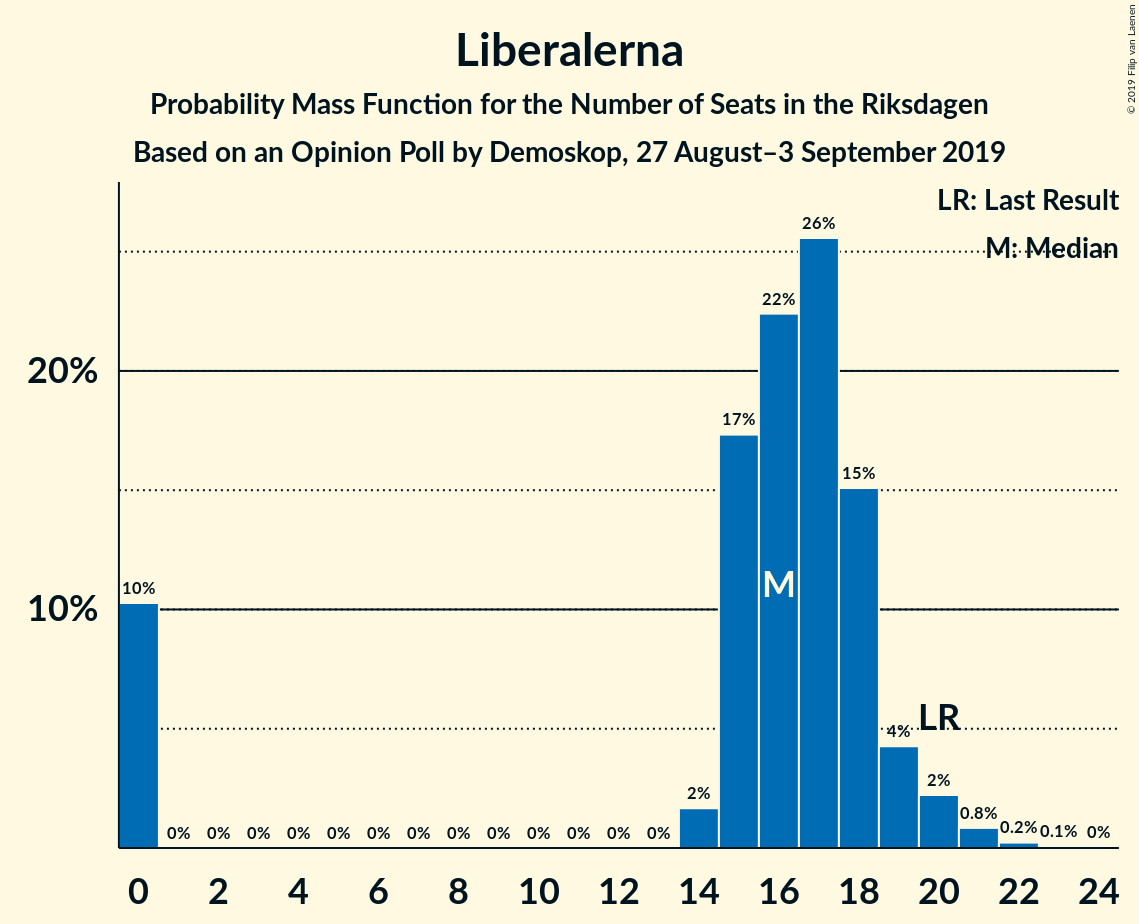 © 2019 Filip van Laenen
Liberalerna
Probability Mass Function for the Number of Seats in the Riksdagen
Based on an Opinion Poll by Demoskop, 27 August–3 September 2019
LR: Last Result
M: Median
26%
22%
20%
17%
15%
M
10%
10%
LR
4%
2%
2%
0.8%
0% 0% 0% 0% 0% 0% 0% 0% 0% 0% 0% 0% 0% 0.2% 0.1% 0%
0 2 4 6 8 10 12 14 16 18 20 22 24